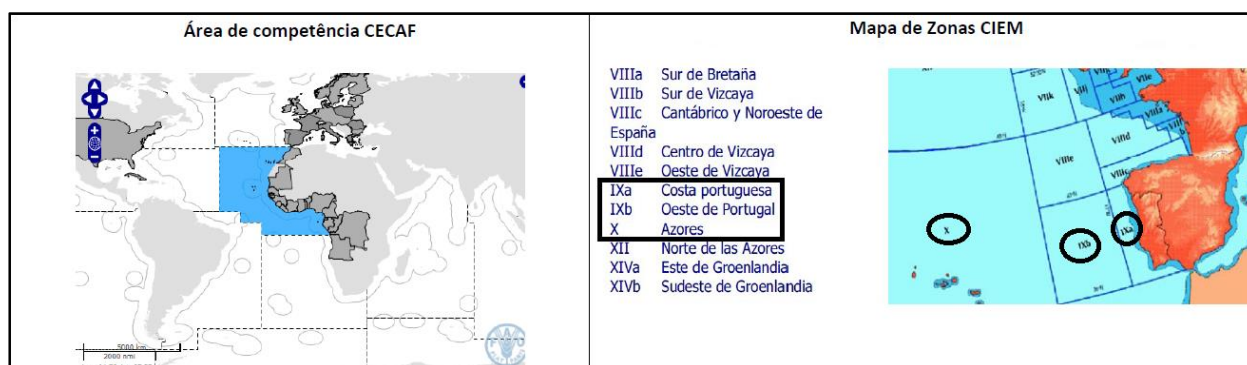 Área de competência CECAF
5000 km
2000 nmi
Mapa de Zonas CIEM
VIIIa Sur de Bretaña
VIIIb Sur de Vizcaya
VIIIc Cantábrico y Noroeste de
España
VIIId Centro de Vizcaya
VIIIe Oeste de Vizcaya
IXa Costa portuguesa
IXb Oeste de Portugal
X Azores
XII Norte de las Azores
XIVa Este de Groenlandia
XIVb Sudeste de Groenlandia
VIIk
VIIj
VIIh
VIIIa
VIIId
VIIIe
VIIIc
X
IXb
IXa